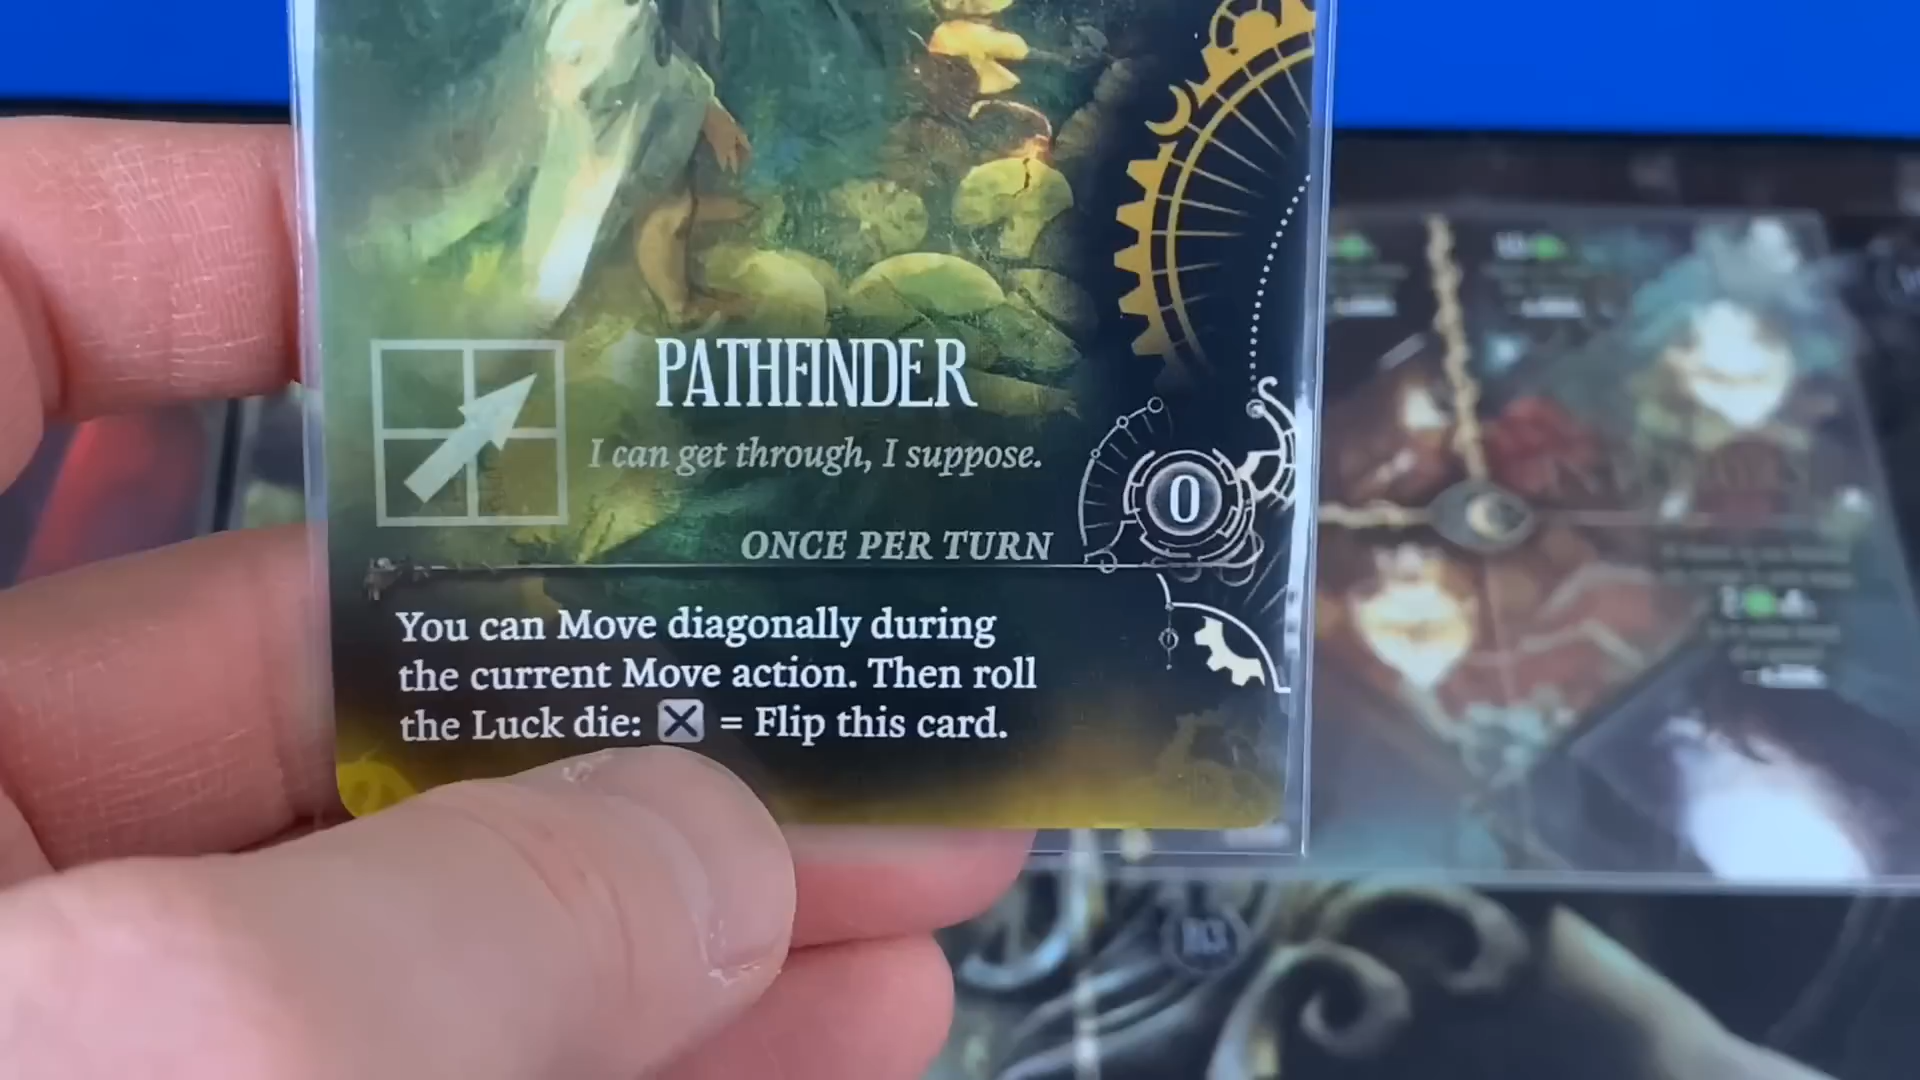 PATHFINDER
I can get through, I suppose.
0
ONCE PER TURN
You can Move diagonally during
the current Move action. Then roll
the Luck die: = Flip this card.